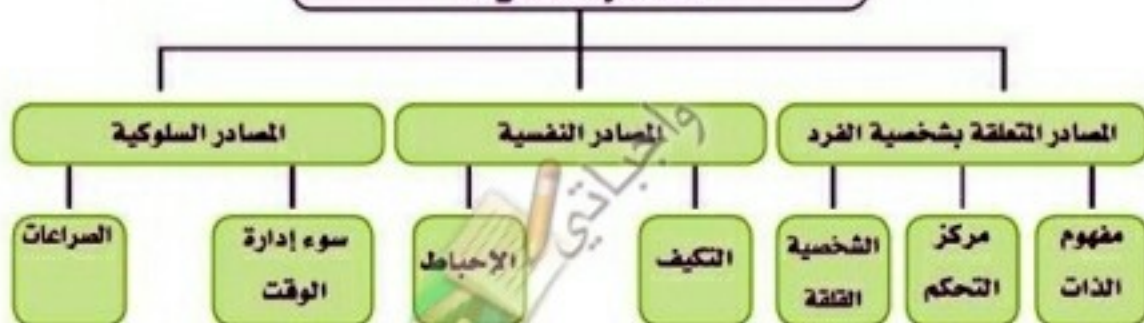 المصادر المتعلقة بشخصية الفرد
المصادر النفسية
المصادر السلوكية
مفهوم
الذات
مركز
التحكم
الشخصية
القلقة
التكيف
الإحباط
سوء إدارة
الوقت
الصراعات
واجباتي